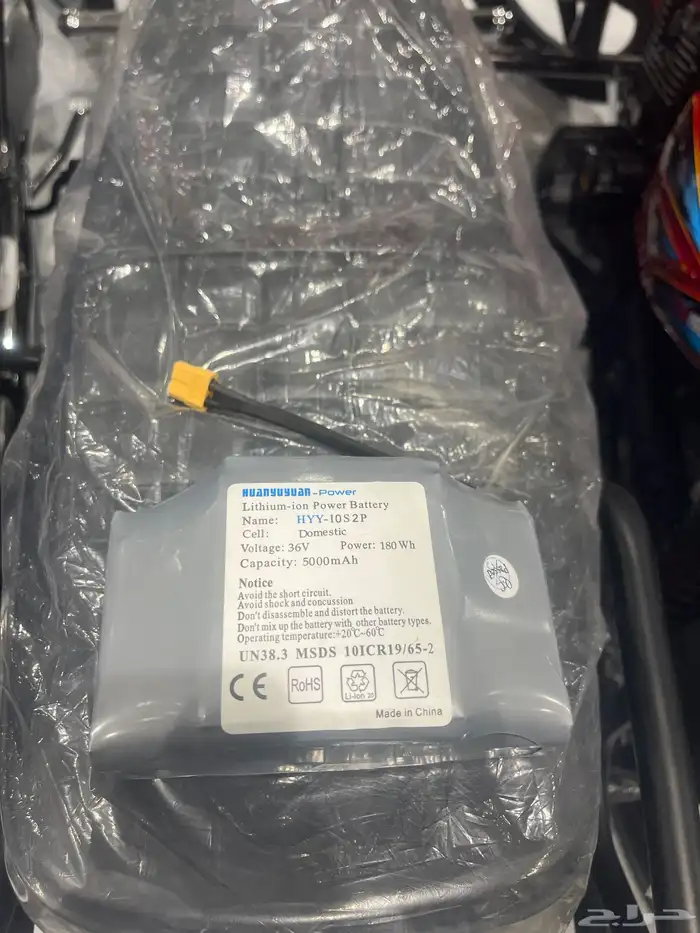 HUANYUYUAN-Power
Lithium-ion Power Battery
Name: HYY-10S2P
Cell: Domestic
Voltage: 36V Power: 180Wh
Capacity: 5000mAh
Notice
Avoid the short circuit.
Avoid shock and concussion
Don't disassemble and distort the battery.
Don't mix up the battery with other battery types.
Operating temperature:+20℃~60℃
UN38.3 MSDS 10ICR19/65-2
CE RoHS Li-ion 20
Made in China
حراج